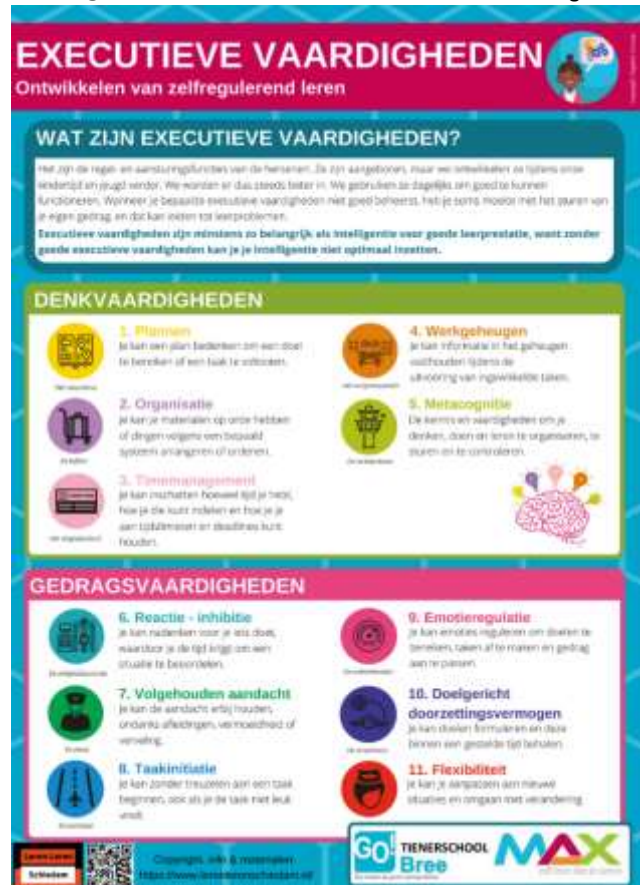 EXECUTIEVE VAARDIGHEDEN
Ontwikkelen van zelfregulerend leren
WAT ZIJN EXECUTIEVE VAARDIGHEDEN?
Het zijn de regel- en aansturingsfuncties van de hersenen. Ze zijn aangeboren, maar we ontwikkelen ze tijdens onze
kindertijd en jeugd verder. We worden er dus steeds beter in. We gebruiken ze dagelijks om goed te kunnen
functioneren. Wanneer je bepaalde executieve vaardigheden niet goed beheerst, heb je soms moeite met het sturen van
je eigen gedrag, en dat kan leiden tot leerproblemen.
Executieve vaardigheden zijn minstens zo belangrijk als intelligentie voor goede leerprestatie, want zonder
goede executieve vaardigheden kan je je intelligentie niet optimaal inzetten.
DENKVAARDIGHEDEN
1. Plannen
Je kan een plan bedenken om een doel
te bereiken of een taak te voltooien.
2. Organisatie
Je kan je materialen op orde hebben
of dingen volgens een bepaald
systeem arrangeren of ordenen.
3. Timemanagement
Je kan inschatten hoeveel tijd je hebt,
hoe je die kunt indelen en hoe je je
aan tijdslimieten en deadlines kunt
houden.
4. Werkgeheugen
Je kan informatie in het geheugen
vasthouden tijdens de
uitvoering van ingewikkelde taken.
5. Metacognitie
De kennis en vaardigheden om je
denken, doen en leren te organiseren, te
sturen en te controleren.
GEDRAGSVAARDIGHEDEN
6. Reactie - inhibitie
Je kan nadenken voor je iets doet,
waardoor je de tijd krijgt om een
situatie te beoordelen.
7. Volgehouden aandacht
Je kan de aandacht erbij houden,
ondanks afleidingen, vermoeidheid of
verveling.
8. Taakinitiatie
Je kan zonder treuzelen aan een taak
beginnen, ook als je de taak niet leuk
vindt.
9. Emotieregulatie
Je kan emoties reguleren om doelen te
bereiken, taken af te maken en gedrag
aan te passen.
10. Doelgericht
doorzettingsvermogen
Je kan doelen formuleren en deze
binnen een gestelde tijd behalen.
11. Flexibiliteit
Je kan je aanpassen aan nieuwe
situaties en omgaan met verandering.
Leren Leren
Schiedam
Copyright, info & materialen:
https://www.lerenlerenschiedam.nl/
GO! TIENERSCHOOL
Bree
MAX